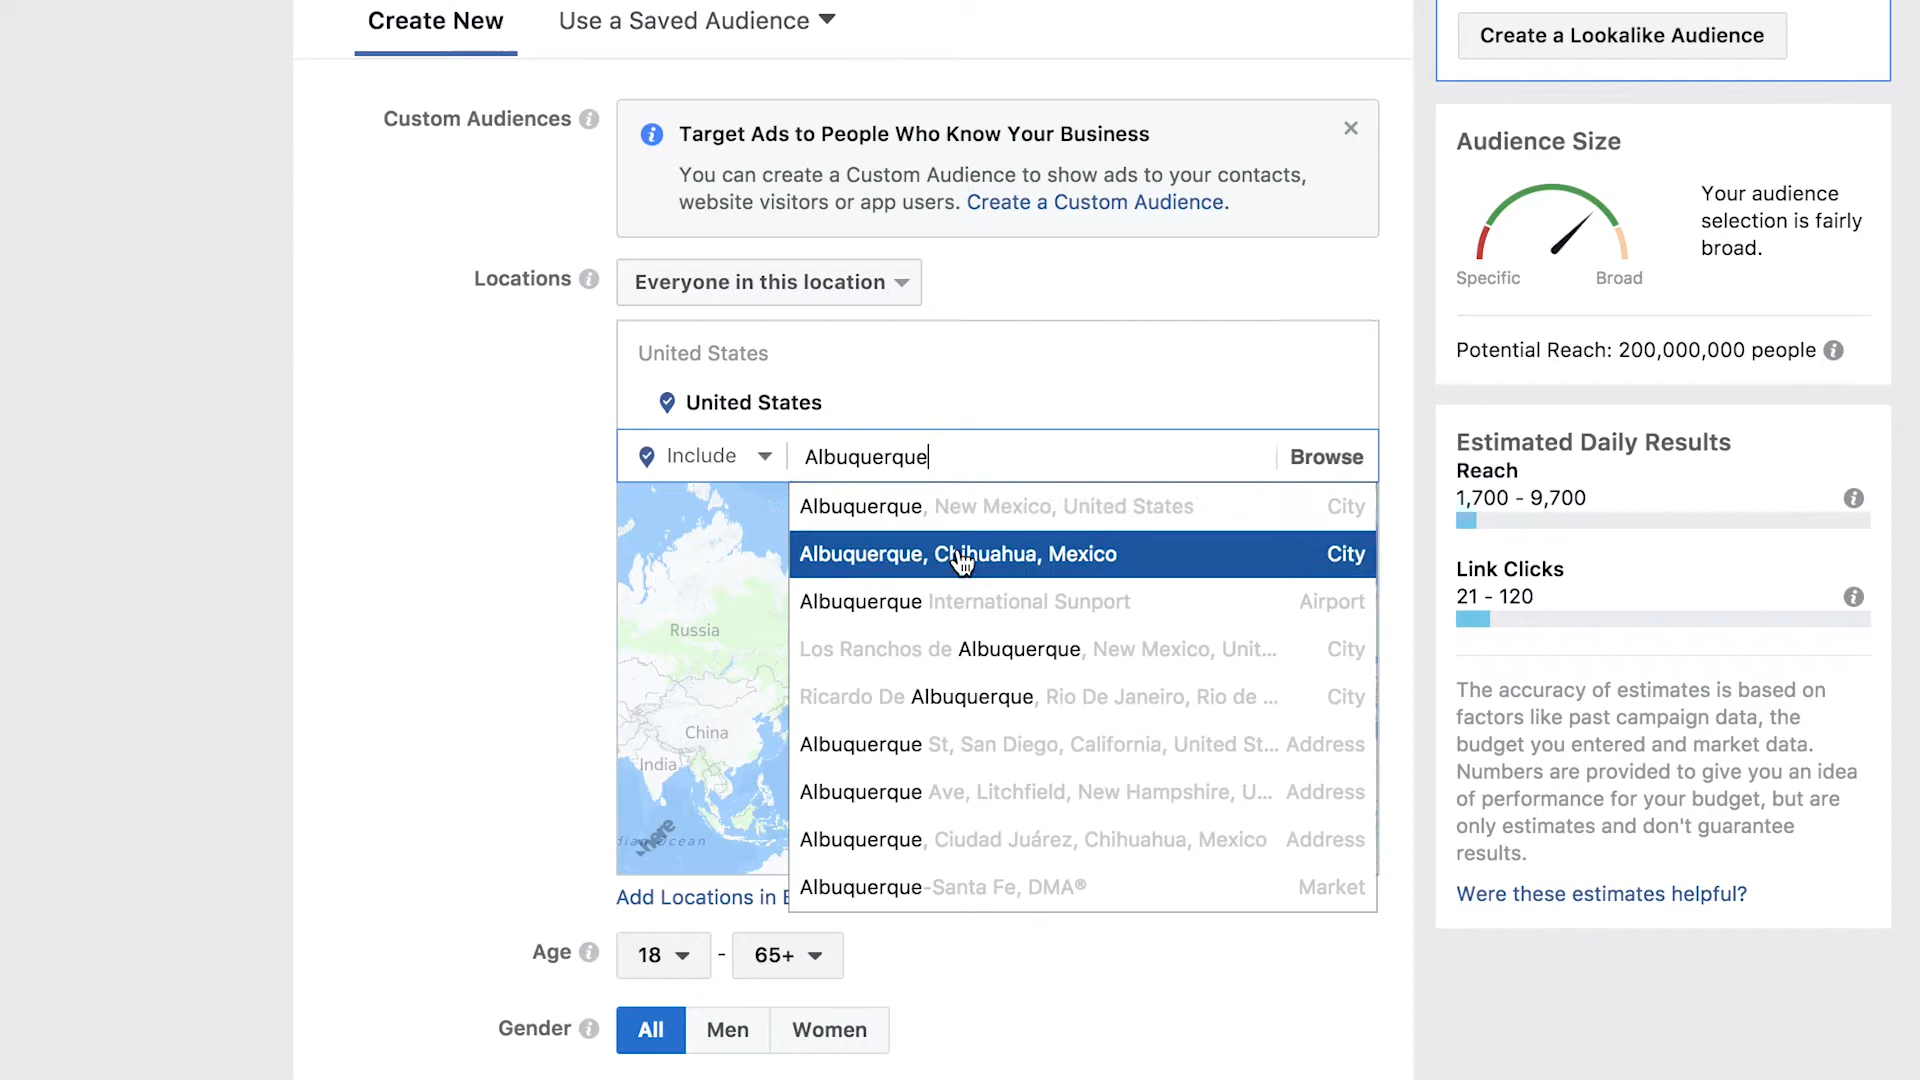 Create New
Use a Saved Audience
Create a Lookalike Audience
Custom Audiences
Target Ads to People Who Know Your Business
You can create a Custom Audience to show ads to your contacts,
website visitors or app users. Create a Custom Audience.
Audience Size
Your audience
selection is fairly
broad.
Specific
Broad
Potential Reach: 200,000,000 people
Locations
Everyone in this location
United States
United States
Include
Albuquerque
Browse
Albuquerque, New Mexico, United States City
Albuquerque, Chihuahua, Mexico City
Albuquerque International Sunport Airport
Los Ranchos de Albuquerque, New Mexico, Unit... City
Ricardo De Albuquerque, Rio De Janeiro, Rio de ... City
Albuquerque St, San Diego, California, United St... Address
Albuquerque Ave, Litchfield, New Hampshire, U... Address
Albuquerque, Ciudad Juárez, Chihuahua, Mexico Address
Albuquerque-Santa Fe, DMA® Market
Russia
China
India
here
Ocean
Add Locations in
Estimated Daily Results
Reach
1,700 - 9,700
Link Clicks
21 - 120
The accuracy of estimates is based on
factors like past campaign data, the
budget you entered and market data.
Numbers are provided to give you an idea
of performance for your budget, but are
only estimates and don't guarantee
results.
Were these estimates helpful?
Age
18 - 65+
Gender
All
Men
Women